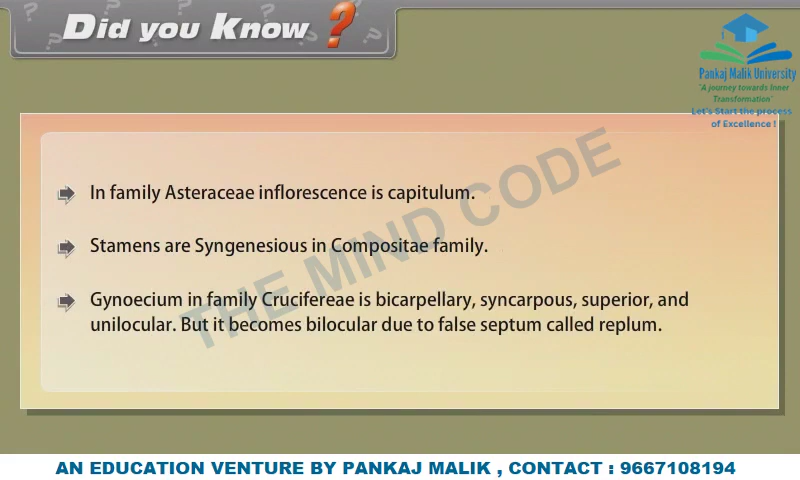 Did you Know ?
Pankaj Malik University
"A journey towards Inner
Transformation"
Let's Start the process
of Excellence !
In family Asteraceae inflorescence is capitulum.
Stamens are Syngenesious in Compositae family.
Gynoecium in family Crucifereae is bicarpellary, syncarpous, superior, and
unilocular. But it becomes bilocular due to false septum called replum.
THE MIND CODE
AN EDUCATION VENTURE BY PANKAJ MALIK , CONTACT : 9667108194